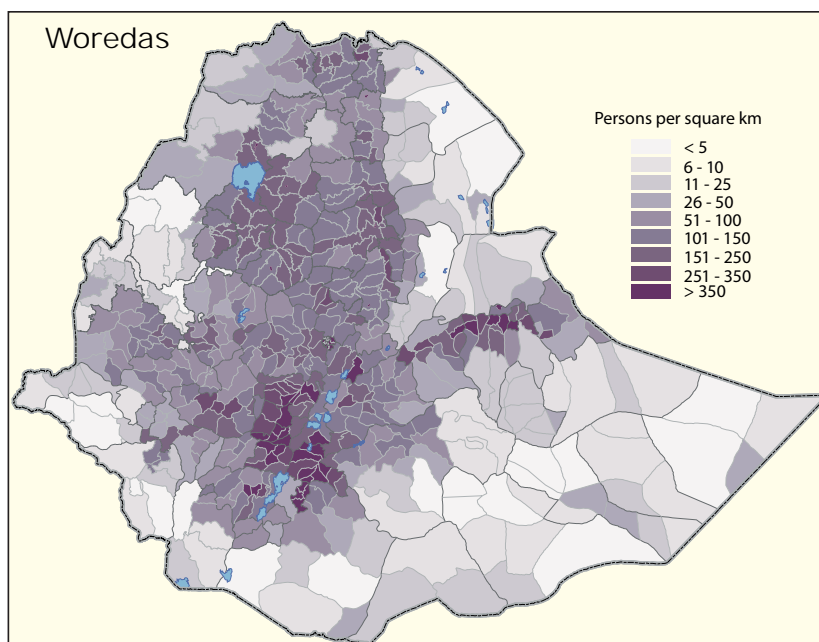 Woredas
Persons per square km
< 5
6 - 10
11 - 25
26 - 50
51 - 100
101 - 150
151 - 250
251 - 350
> 350